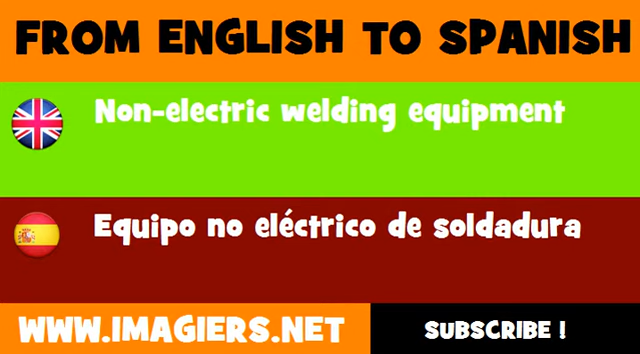 FROM ENGLISH TO SPANISH
Non-electric welding equipment
Equipo no eléctrico de soldadura
WWW.IMAGIERS.NET
SUBSCRIBE !